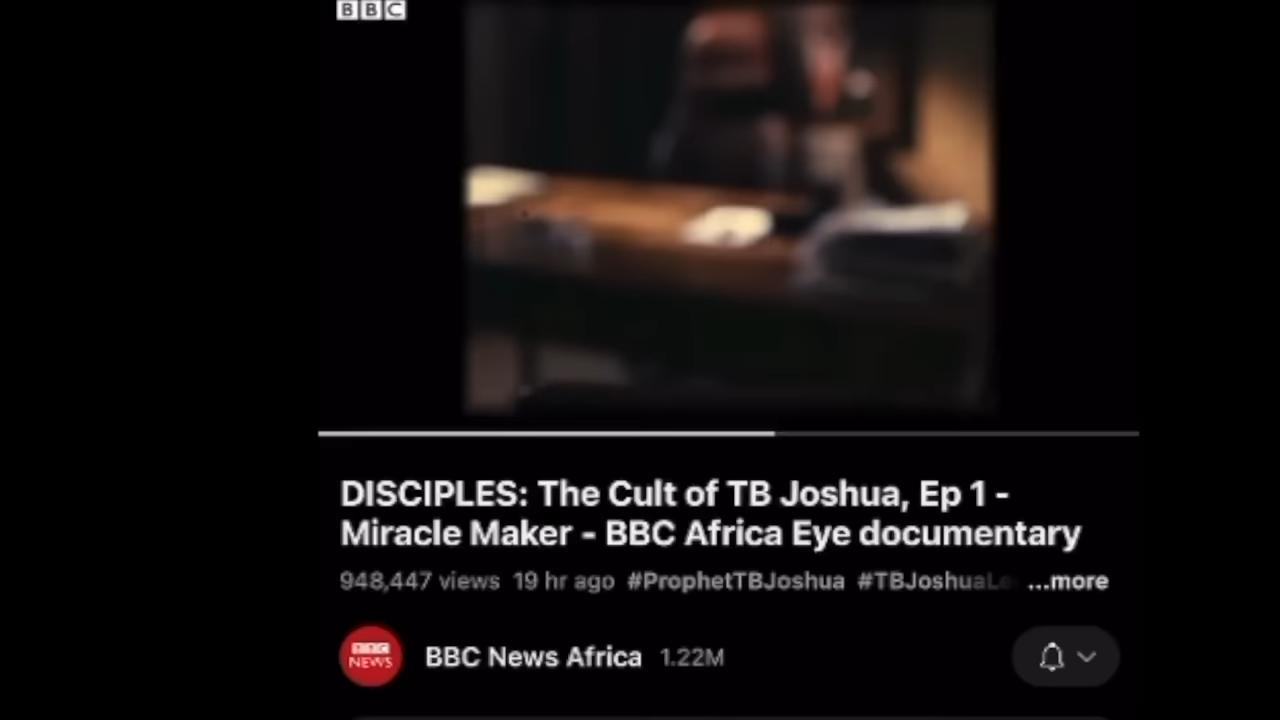 BBC
DISCIPLES: The Cult of TB Joshua, Ep 1 -
Miracle Maker - BBC Africa Eye documentary
948,447 views 19 hr ago #ProphetTBJoshua #TBJoshuaLe ...more
BBC
NEWS
BBC News Africa 1.22M